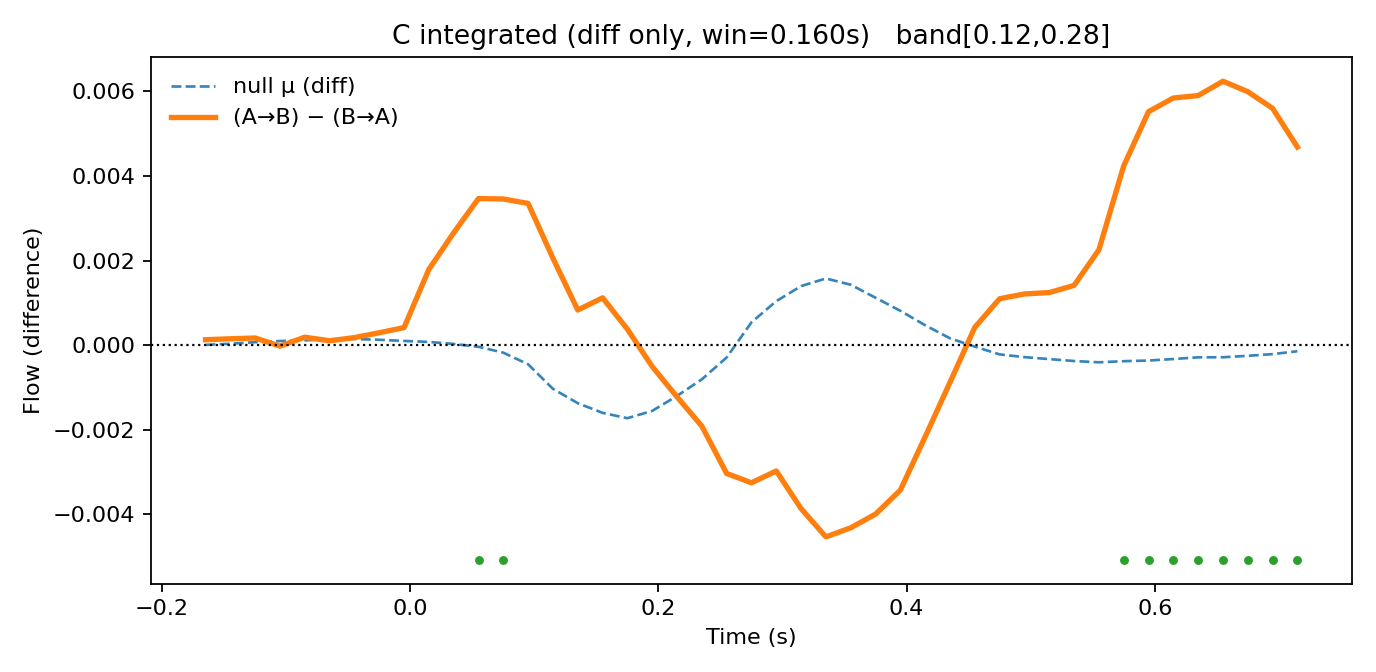 C integrated (diff only, win=0.160s)   band[0.12,0.28]
null μ (diff)
(A→B) − (B→A)
Flow (difference)
0.006
0.004
0.002
0.000
−0.002
−0.004
−0.2
0.0
0.2
0.4
0.6
Time (s)